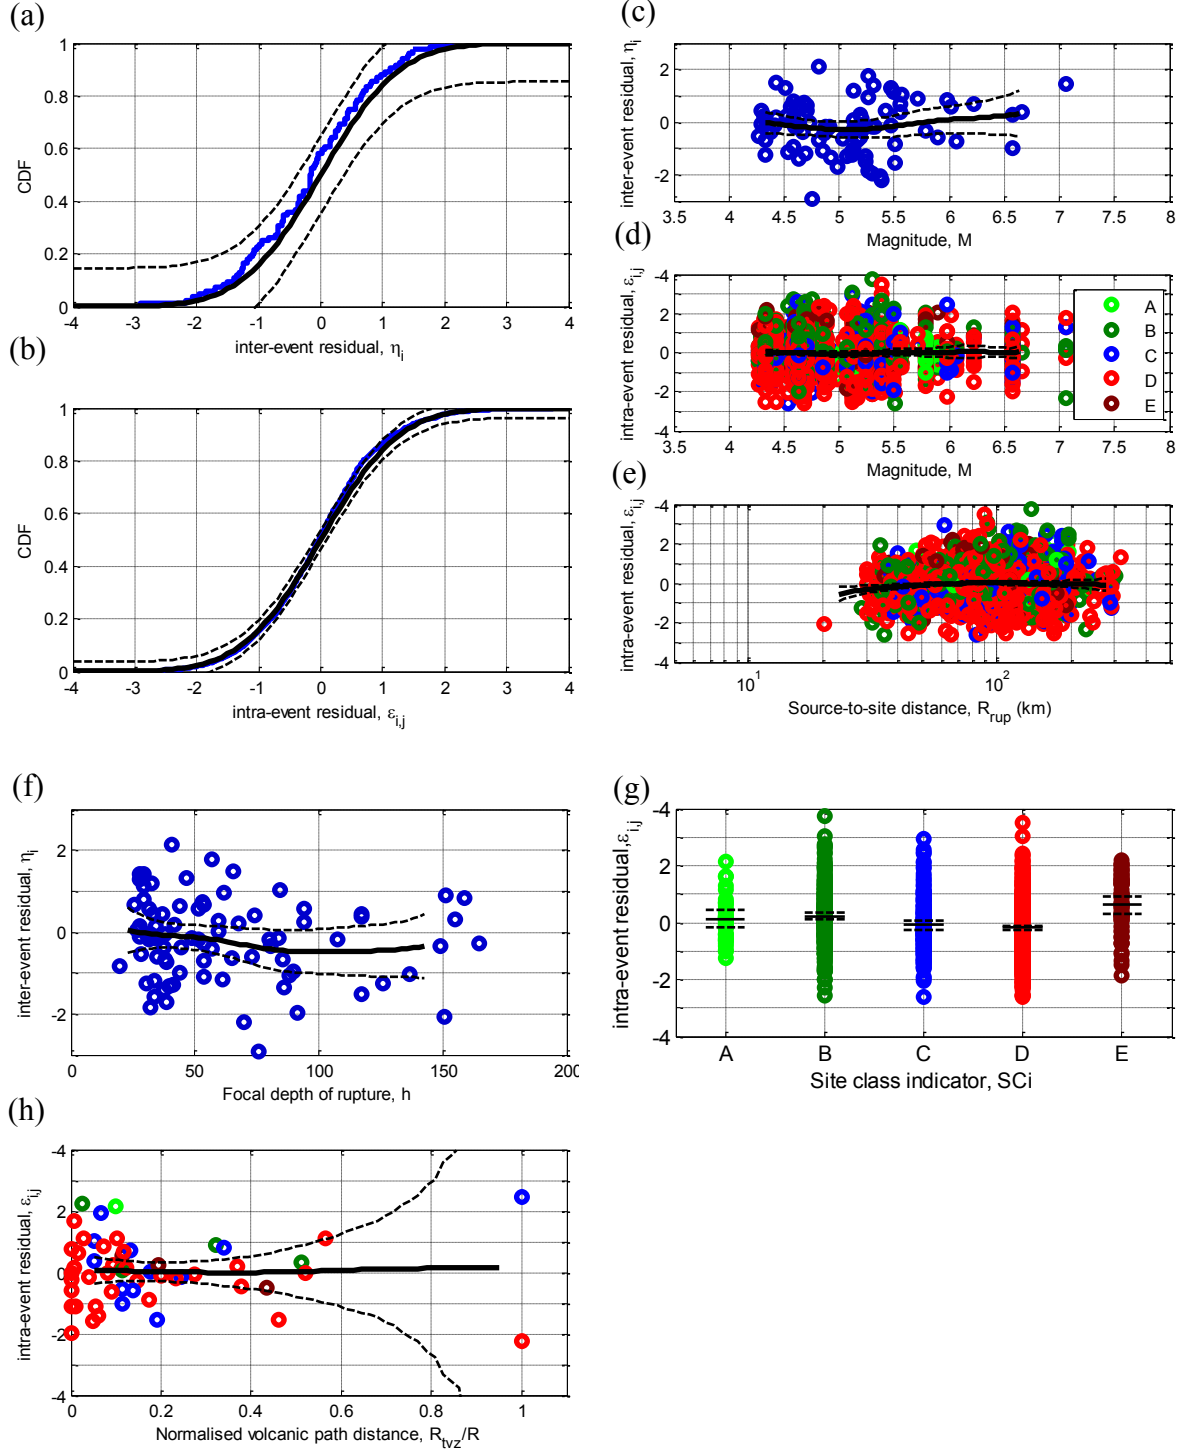 (a)
1
0.8
0.6
0.4
0.2
0
CDF
-4 -3 -2 -1 0 1 2 3 4
inter-event residual, ηi
(b)
1
0.8
0.6
0.4
0.2
0
CDF
-4 -3 -2 -1 0 1 2 3 4
intra-event residual, εi,j
(c)
2
0
-2
inter-event residual, ηi
3.5 4 4.5 5 5.5 6 6.5 7 7.5 8
Magnitude, M
(d)
-4
2
0
-2
-4
intra-event residual, εi,j
A
B
C
D
E
3.5 4 4.5 5 5.5 6 6.5 7 7.5 8
Magnitude, M
(e)
-4
2
0
-2
-4
intra-event residual, εi,j
10^1 10^2
Source-to-site distance, Rrup (km)
(f)
2
0
-2
inter-event residual, ηi
0 50 100 150 200
Focal depth of rupture, h
(g)
-4
2
0
-2
-4
intra-event residual,εi,j
A B C D E
Site class indicator, SCi
(h)
-4
2
0
-2
-4
intra-event residual, εi,j
0 0.2 0.4 0.6 0.8 1
Normalised volcanic path distance, Rtvz/R